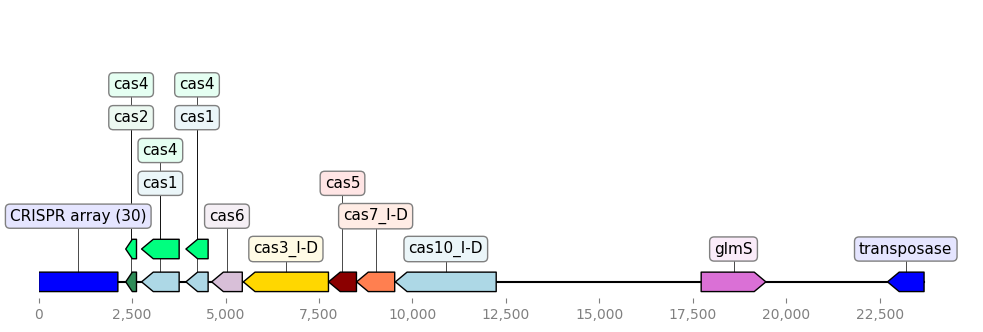 cas4
cas4
cas2
cas1
cas4
cas1
cas5
CRISPR array (30)
cas6
cas7_I-D
cas3_I-D
cas10_I-D
glmS
transposase
0
2,500
5,000
7,500
10,000
12,500
15,000
17,500
20,000
22,500